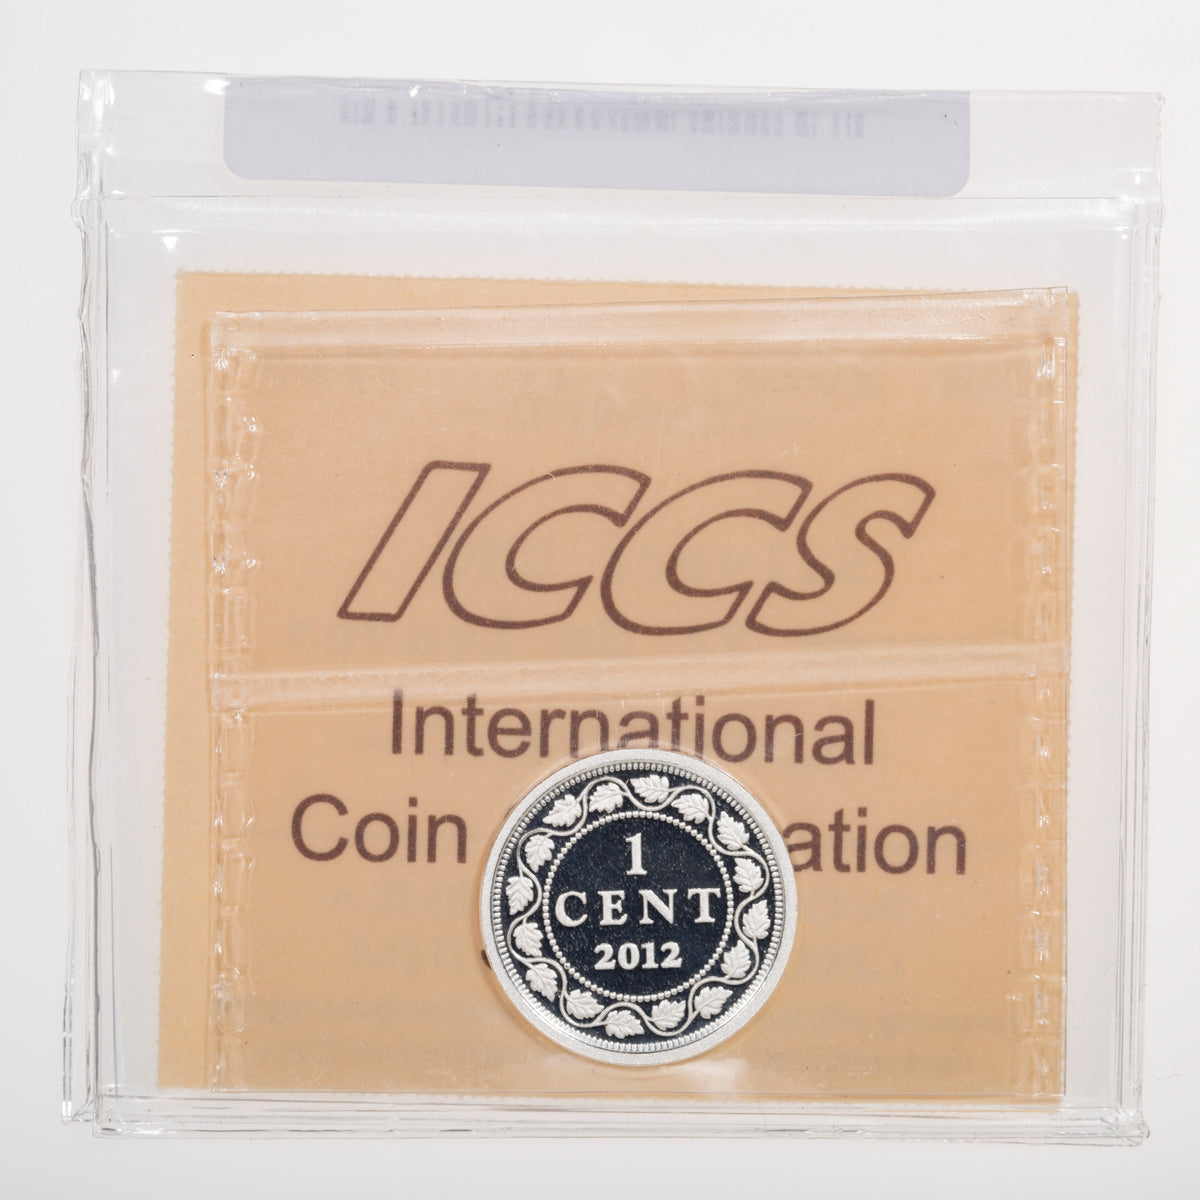 ICCS
International
Coin ation
1
CENT
2012